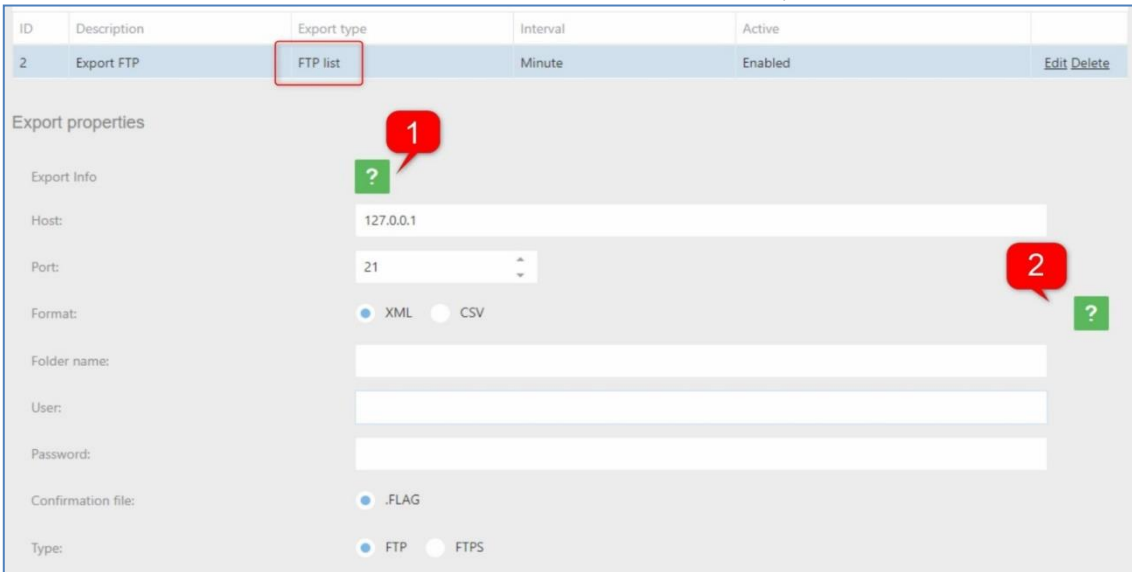 ID Description Export type Interval Active
2 Export FTP FTP list Minute Enabled Edit Delete
Export properties
1
Export Info ?
Host: 127.0.0.1
Port: 21
2
Format: XML CSV ?
Folder name:
User:
Password:
Confirmation file: .FLAG
Type: FTP FTPS